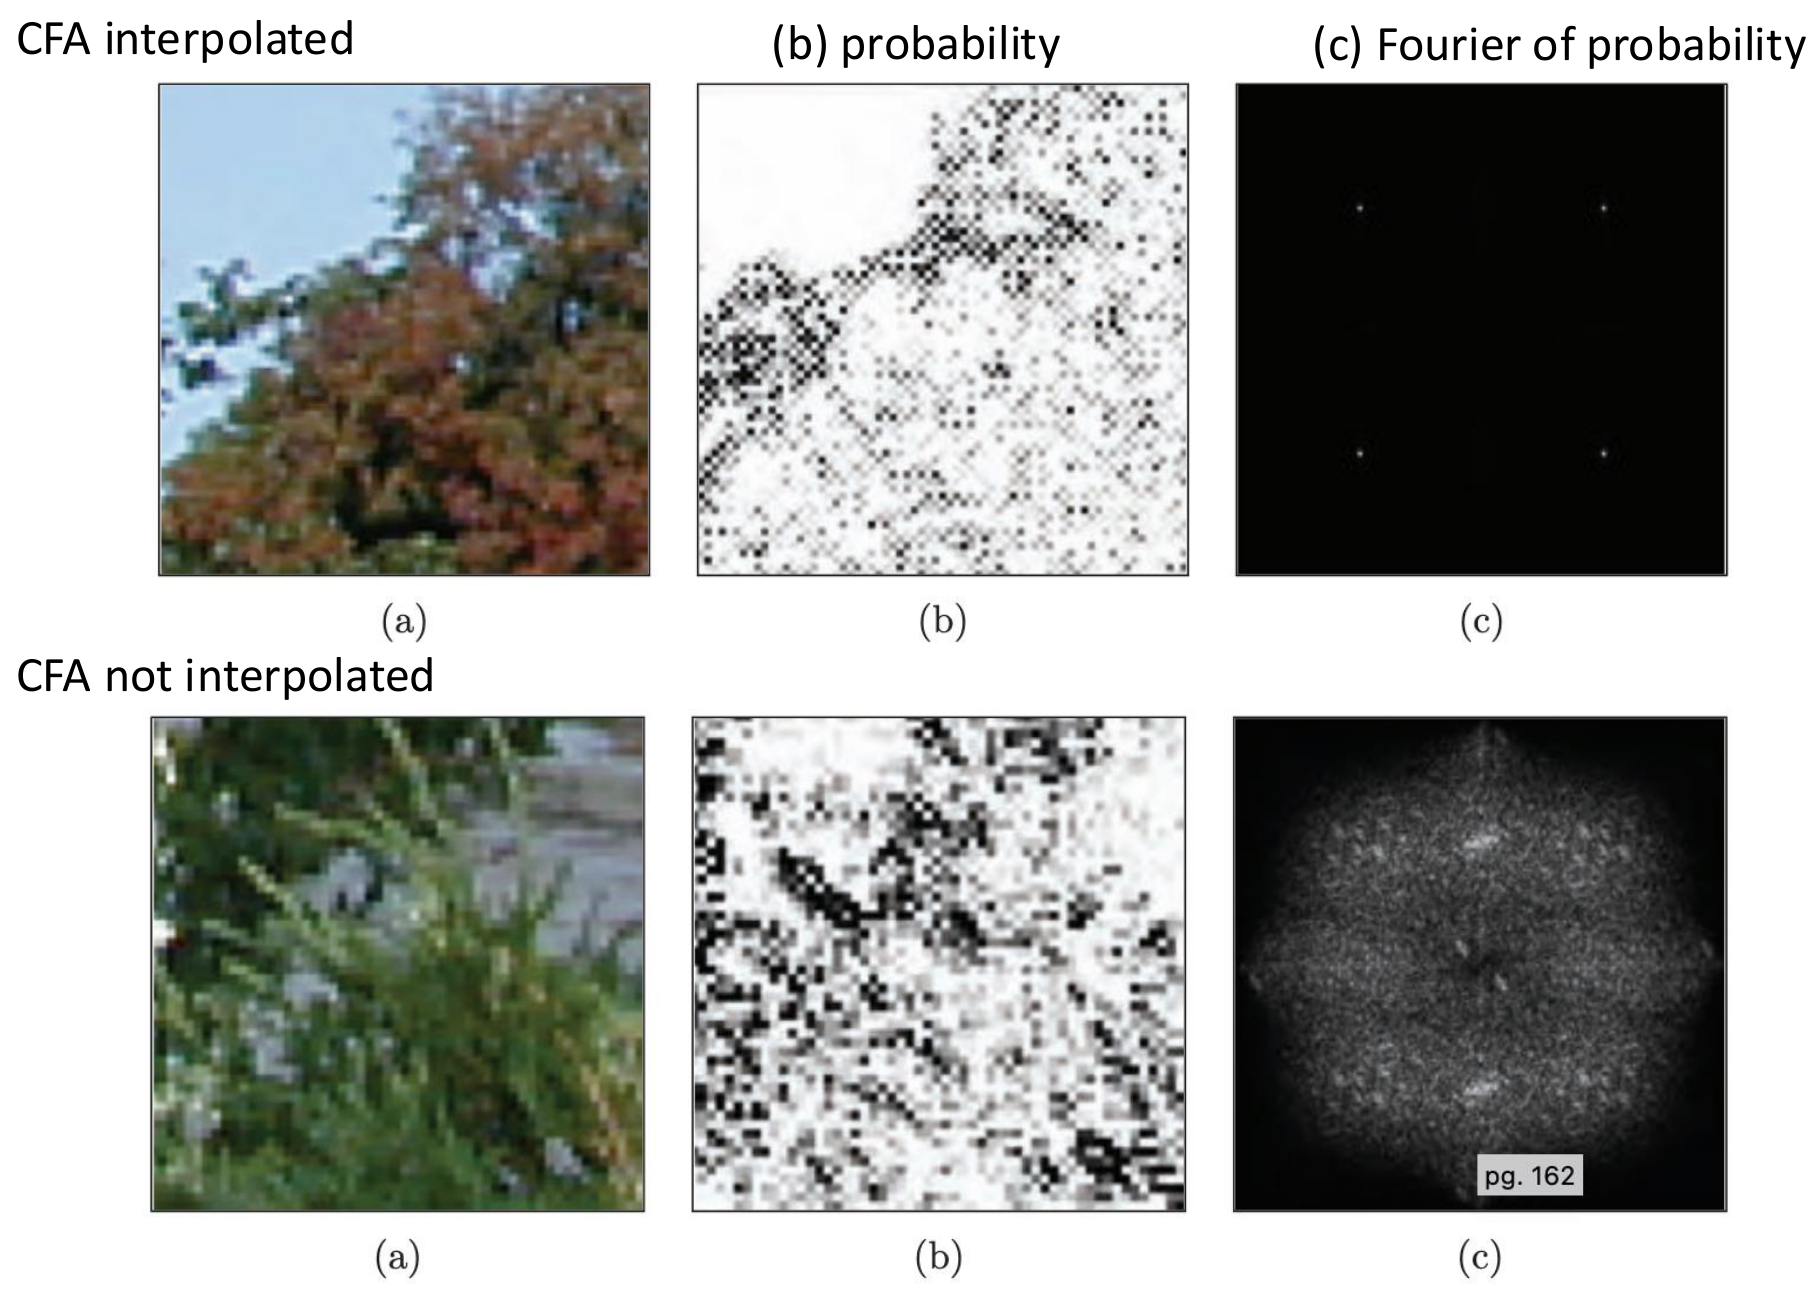 CFA interpolated
(b) probability
(c) Fourier of probability
(a)
(b)
(c)
CFA not interpolated
pg. 162
(a)
(b)
(c)